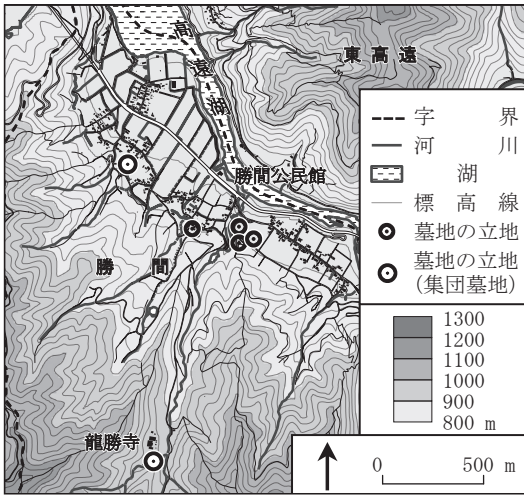 高遠湖
東高遠
勝間公民館
勝間
龍勝寺
字界
河川
湖
標高線
墓地の立地
墓地の立地
(集団墓地)
1300
1200
1100
1000
900
800 m
0 500 m